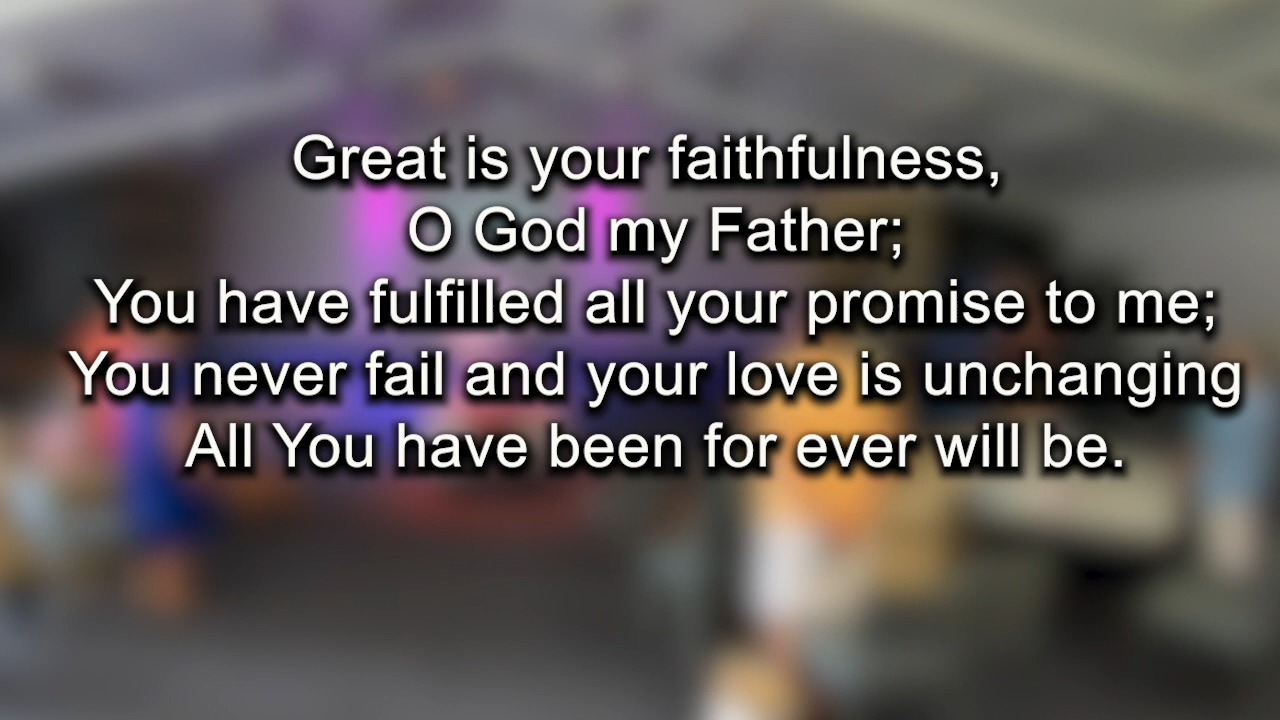 Great is your faithfulness,
O God my Father;
You have fulfilled all your promise to me;
You never fail and your love is unchanging
All You have been for ever will be.